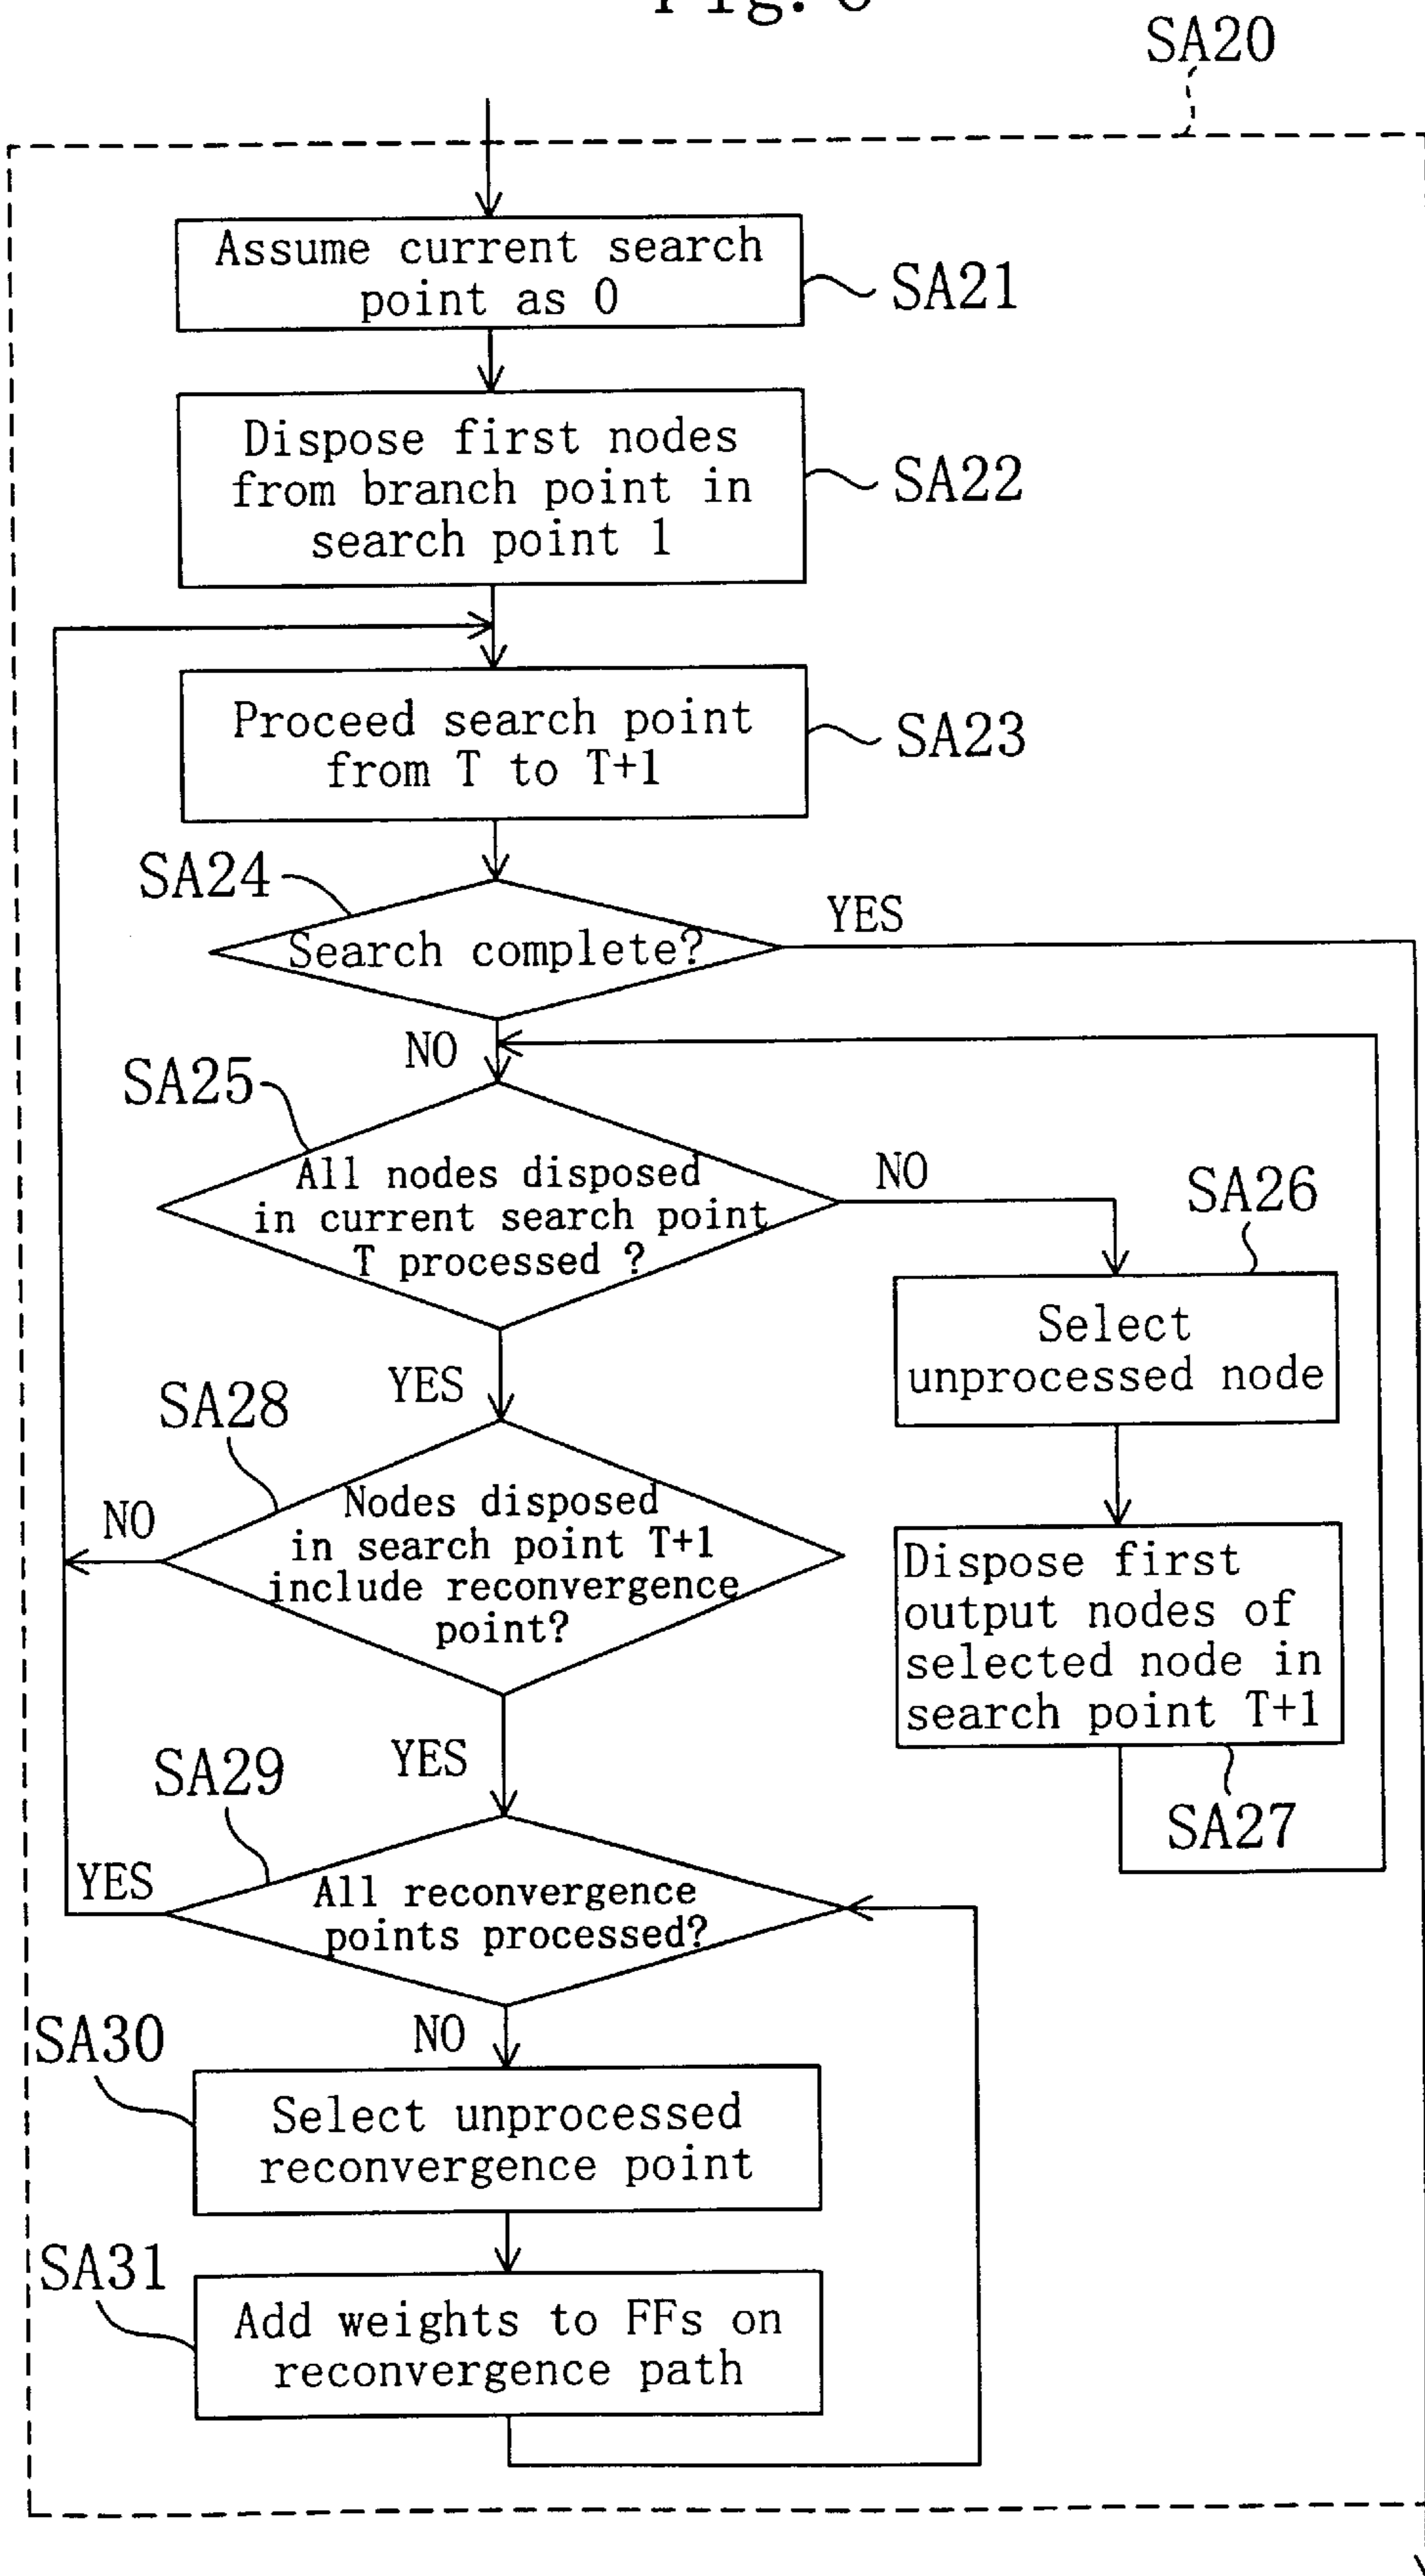 SA20
Assume current search
point as 0
SA21
Dispose first nodes
from branch point in
search point 1
SA22
Proceed search point
from T to T+1
SA23
SA24
Search complete?
YES
NO
SA25
All nodes disposed
in current search point
T processed ?
NO
SA26
Select
unprocessed node
YES
SA28
Nodes disposed
in search point T+1
include reconvergence
point?
NO
Dispose first
output nodes of
selected node in
search point T+1
SA27
YES
SA29
All reconvergence
points processed?
YES
NO
SA30
Select unprocessed
reconvergence point
SA31
Add weights to FFs on
reconvergence path